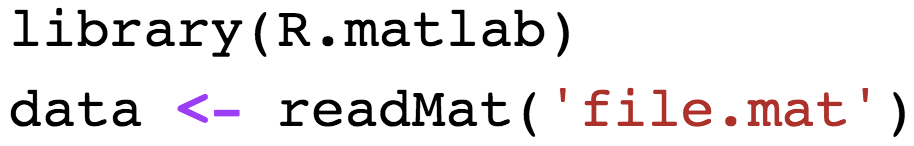 library(R.matlab)
data <- readMat('file.mat')